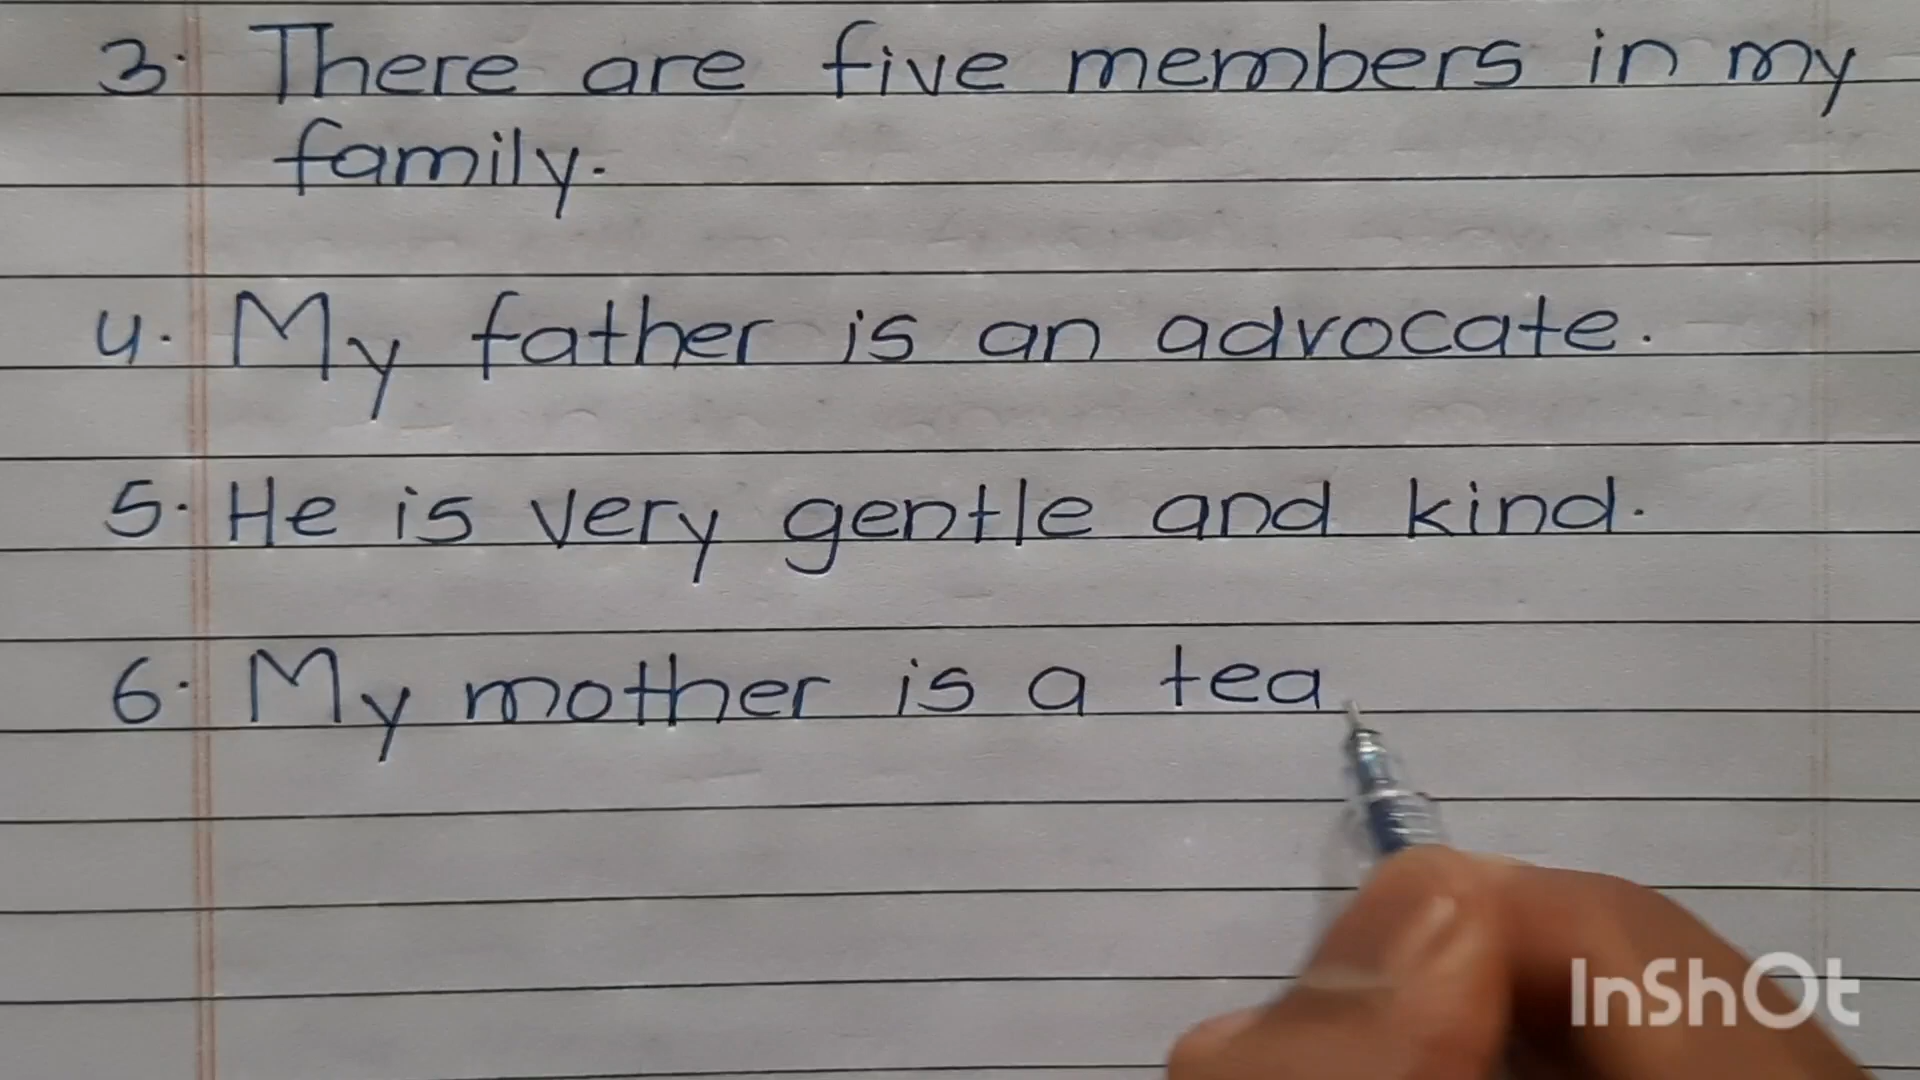 3. There are five members in my
family.
4. My father is an advocate.
5. He is very gentle and kind.
6. My mother is a tea
InShOt